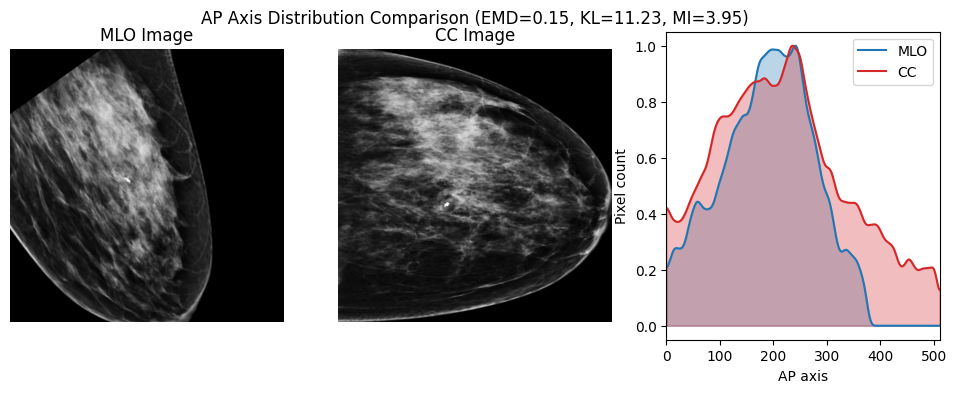 AP Axis Distribution Comparison (EMD=0.15, KL=11.23, MI=3.95)
MLO Image
CC Image
MLO
CC
Pixel count
1.0
0.8
0.6
0.4
0.2
0.0
0 100 200 300 400 500
AP axis